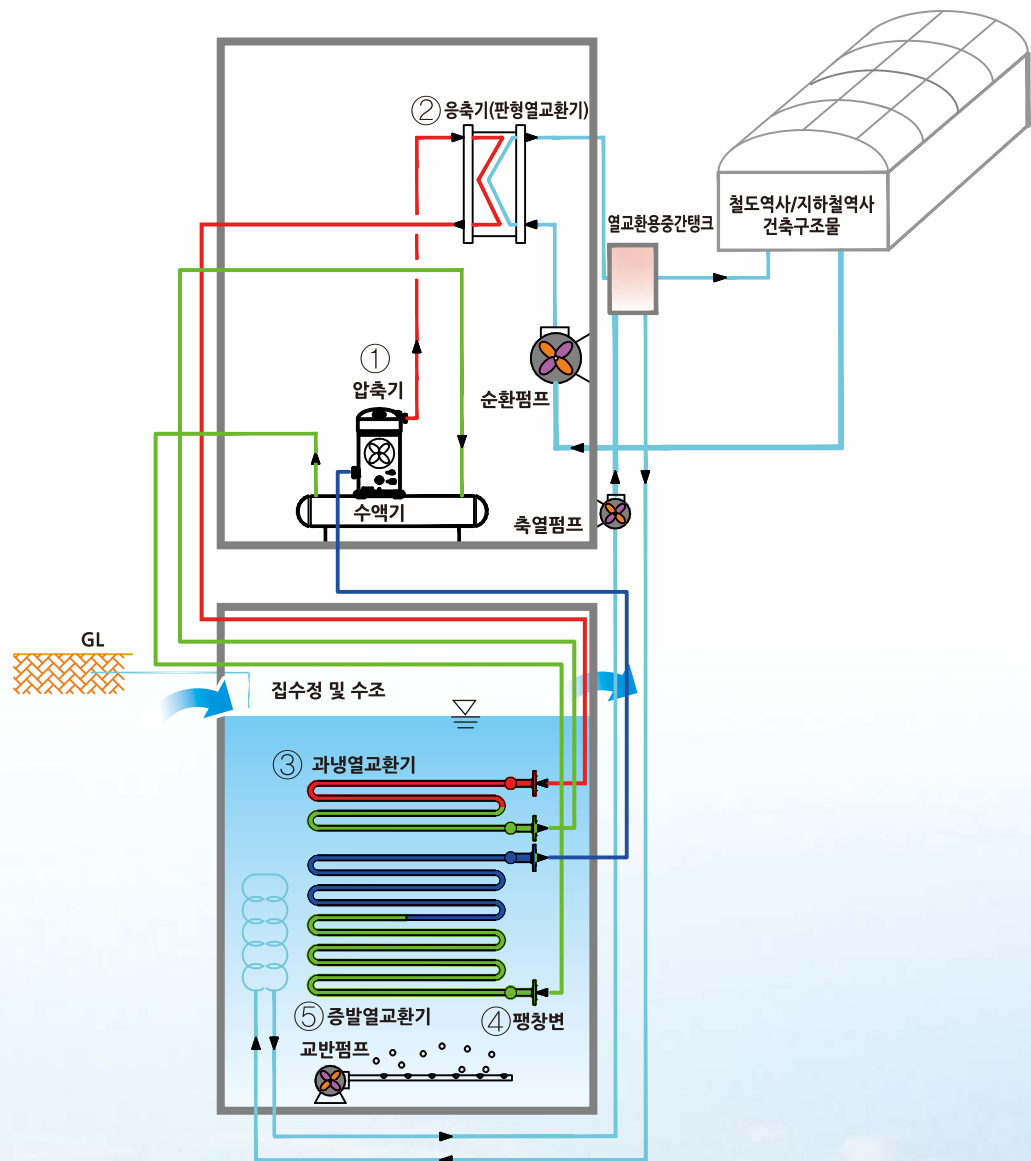 ② 응축기(판형열교환기)
철도역사/지하철역사
건축구조물
열교환용중간탱크
①
압축기
순환펌프
수액기
축열펌프
GL
집수정 및 수조
③ 과냉열교환기
⑤ 증발열교환기
④ 팽창변
교반펌프